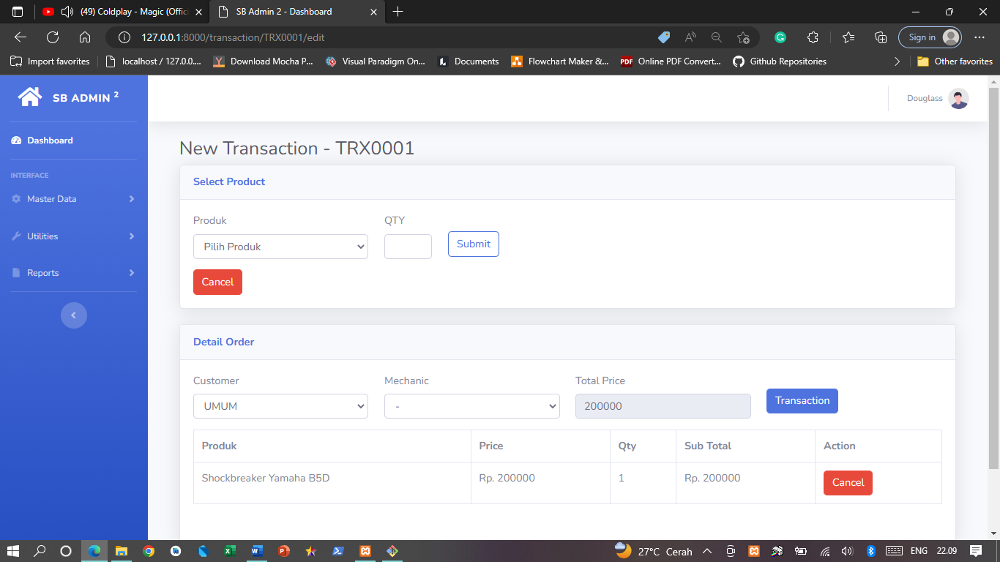 (49) Coldplay - Magic (Offici
SB Admin 2 - Dashboard
127.0.0.1:8000/transaction/TRX0001/edit
Sign in
Import favorites
localhost / 127.0.0....
Download Mocha P...
Visual Paradigm On...
Documents
Flowchart Maker &...
PDF
Online PDF Convert...
Github Repositories
Other favorites
SB ADMIN 2
Douglass
Dashboard
INTERFACE
Master Data
Utilities
Reports
New Transaction - TRX0001
Select Product
Produk QTY
Pilih Produk Submit
Cancel
Detail Order
Customer Mechanic Total Price
UMUM - 200000 Transaction
Produk Price Qty Sub Total Action
Shockbreaker Yamaha B5D Rp. 200000 1 Rp. 200000 Cancel
27°C Cerah ENG 22.09